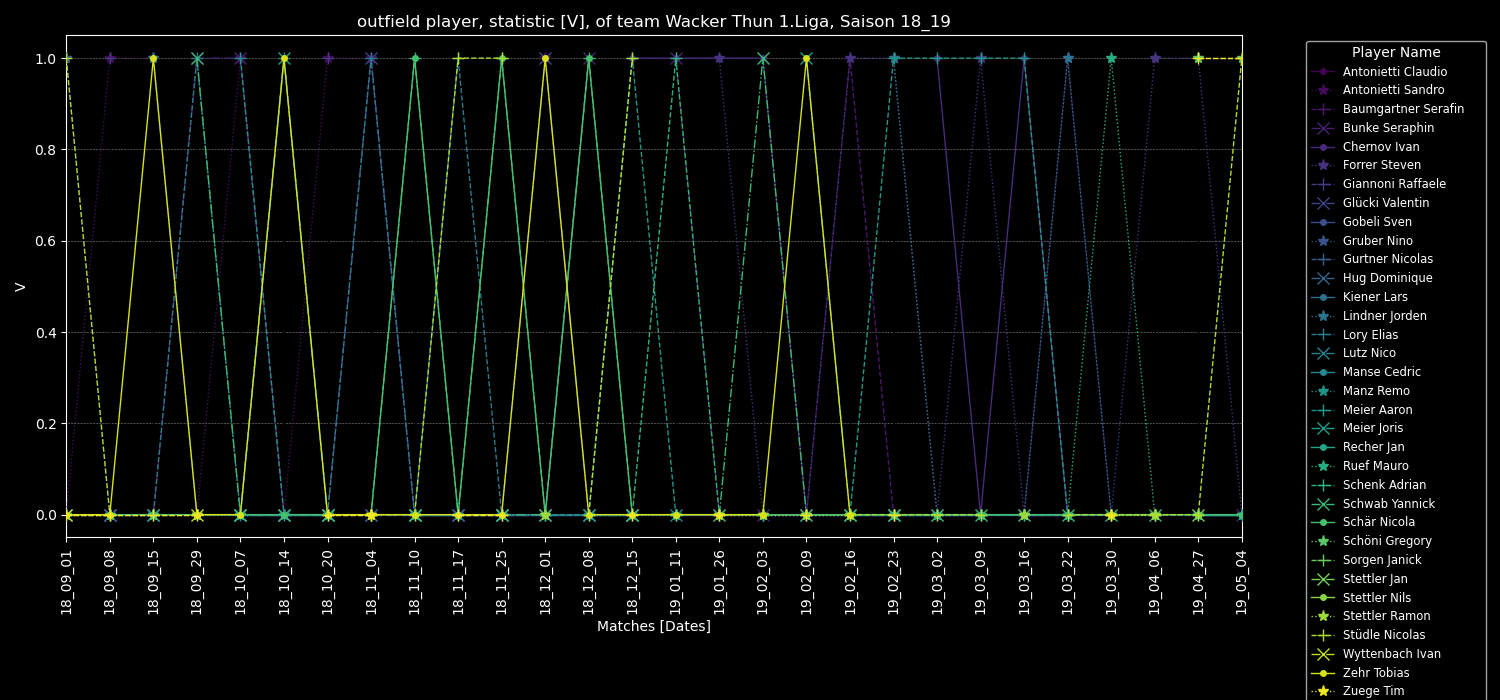 outfield player, statistic [V], of team Wacker Thun 1.Liga, Saison 18_19
V
1.0
0.8
0.6
0.4
0.2
0.0
18_09_01
18_09_08
18_09_15
18_09_29
18_10_07
18_10_14
18_10_20
18_11_04
18_11_10
18_11_17
18_11_25
18_12_01
18_12_08
18_12_15
19_01_11
19_01_26
19_02_03
19_02_09
19_02_16
19_02_23
19_03_02
19_03_09
19_03_16
19_03_22
19_03_30
19_04_06
19_04_27
19_05_04
Matches [Dates]
Player Name
Antonietti Claudio
Antonietti Sandro
Baumgartner Serafin
Bunke Seraphin
Chernov Ivan
Forrer Steven
Giannoni Raffaele
Glücki Valentin
Gobeli Sven
Gruber Nino
Gurtner Nicolas
Hug Dominique
Kiener Lars
Lindner Jorden
Lory Elias
Lutz Nico
Manse Cedric
Manz Remo
Meier Aaron
Meier Joris
Recher Jan
Ruef Mauro
Schenk Adrian
Schwab Yannick
Schär Nicola
Schöni Gregory
Sorgen Janick
Stettler Jan
Stettler Nils
Stettler Ramon
Stüdle Nicolas
Wyttenbach Ivan
Zehr Tobias
Zuege Tim